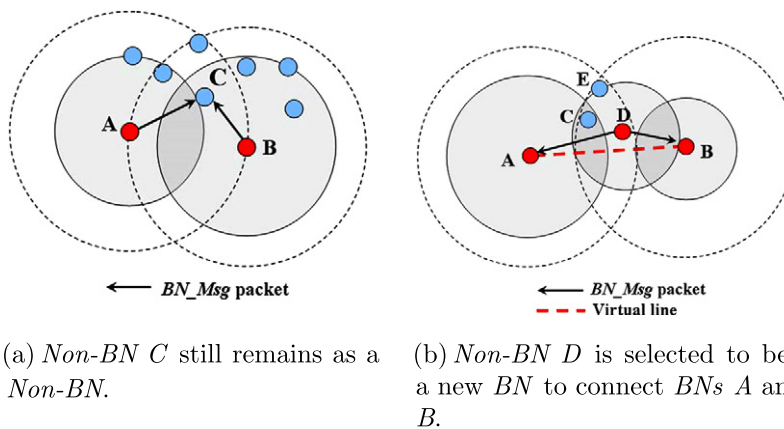 C
A
B
BN_Msg packet
E
C
D
A
B
BN_Msg packet
Virtual line
(a) Non-BN C still remains as a
Non-BN.
(b) Non-BN D is selected to be
a new BN to connect BNs A an
B.